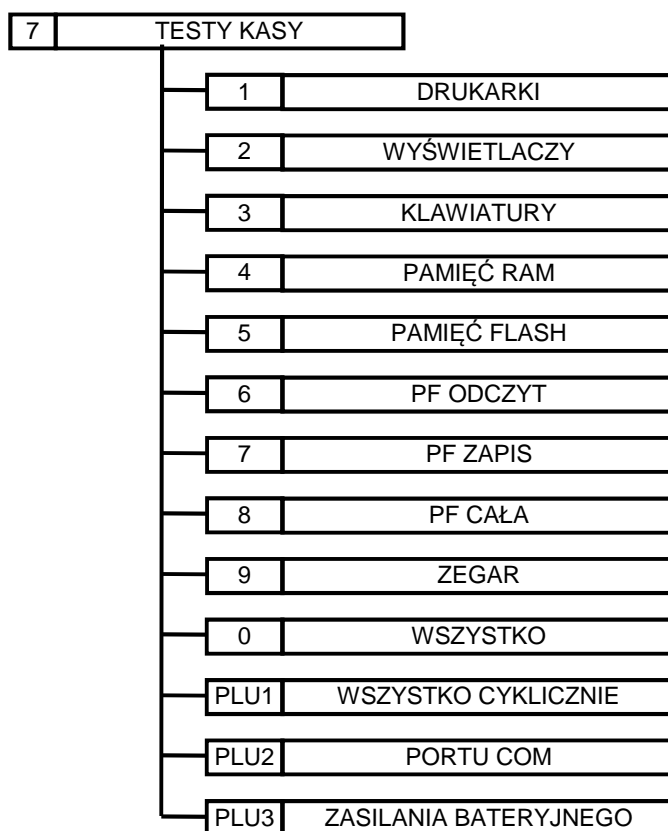 7 TESTY KASY
1 DRUKARKI
2 WYŚWIETLACZY
3 KLAWIATURY
4 PAMIĘĆ RAM
5 PAMIĘĆ FLASH
6 PF ODCZYT
7 PF ZAPIS
8 PF CAŁA
9 ZEGAR
0 WSZYSTKO
PLU1 WSZYSTKO CYKLICZNIE
PLU2 PORTU COM
PLU3 ZASILANIA BATERYJNEGO